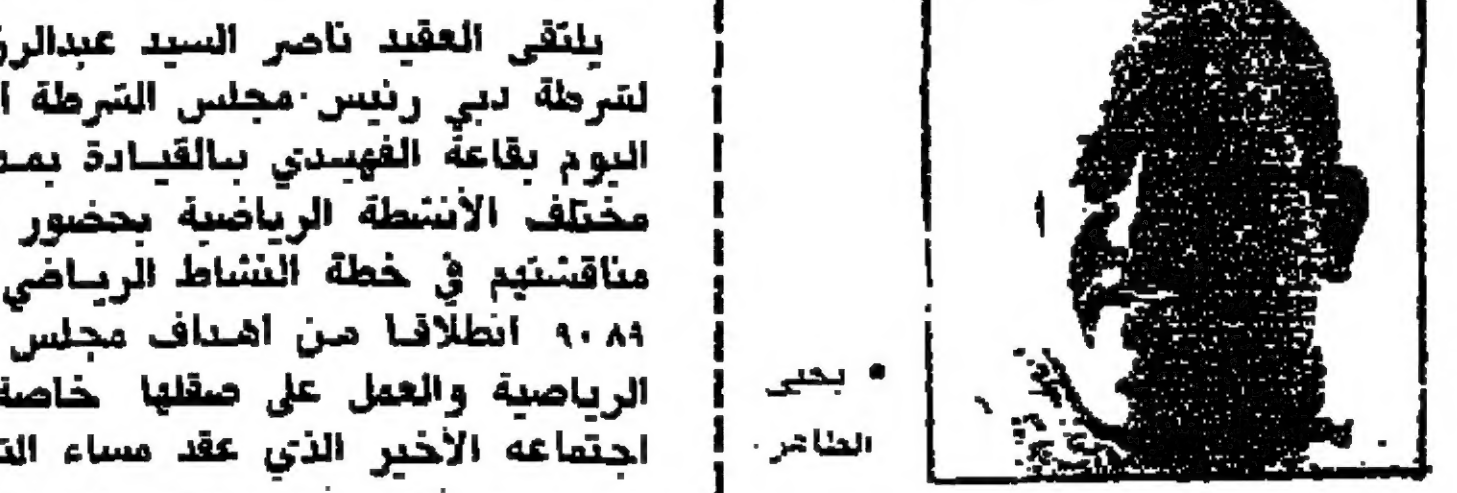 يلتقى العقيد ناصر السيد عبدالرز
لشرطة دبي رئيس مجلس الشرطة ا
اليوم بقاعة الفهيدي بالقيادة بمد
مختلف الأنشطة الرياضية بحضور
مناقشتهم في خطة النشاط الرياضي
٩٠٨٩ انطلاقا من اهداف مجلس
الرياضية والعمل على صقلها خاصة
اجتماعه الأخير الذي عقد مساء الث
• يحيى
الطاهر.